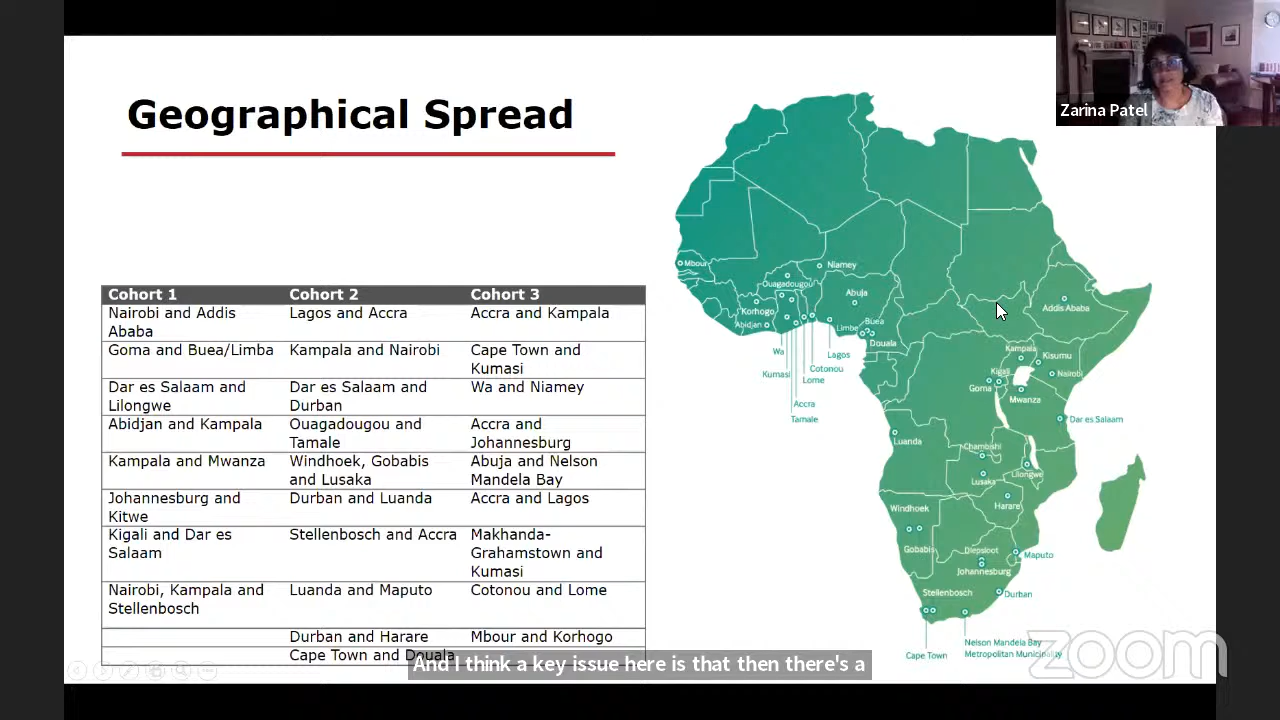 Zarina Patel
Geographical Spread
Cohort 1 Cohort 2 Cohort 3
Nairobi and Addis Ababa
Lagos and Accra
Accra and Kampala
Goma and Buea/Limba
Kampala and Nairobi
Cape Town and Kumasi
Dar es Salaam and Lilongwe
Dar es Salaam and Durban
Wa and Niamey
Abidjan and Kampala
Ouagadougou and Tamale
Accra and Johannesburg
Kampala and Mwanza
Windhoek, Gobabis and Lusaka
Abuja and Nelson Mandela Bay
Johannesburg and Kitwe
Durban and Luanda
Accra and Lagos
Kigali and Dar es Salaam
Stellenbosch and Accra
Makhanda-Grahamstown and Kumasi
Nairobi, Kampala and Stellenbosch
Luanda and Maputo
Cotonou and Lome
Durban and Harare
Mbour and Korhogo
Cape Town and Douala
Mbour
Niamey
Ouagadougou
Abuja
Korhogo
Abidjan
Limbe
Buea
Douala
Wa
Lagos
Kumasi
Cotonou
Lome
Accra
Tamale
Addis Ababa
Kampala
Kisumu
Kigali
Nairobi
Goma
Mwanza
Dar es Salaam
Luanda
Chambishi
Lilongwe
Lusaka
Harare
Windhoek
Gobabis
Diepsloot
Maputo
Johannesburg
Stellenbosch
Durban
Cape Town
Nelson Mandela Bay
Metropolitan Municipality
And I think a key issue here is that then there's a
zoom